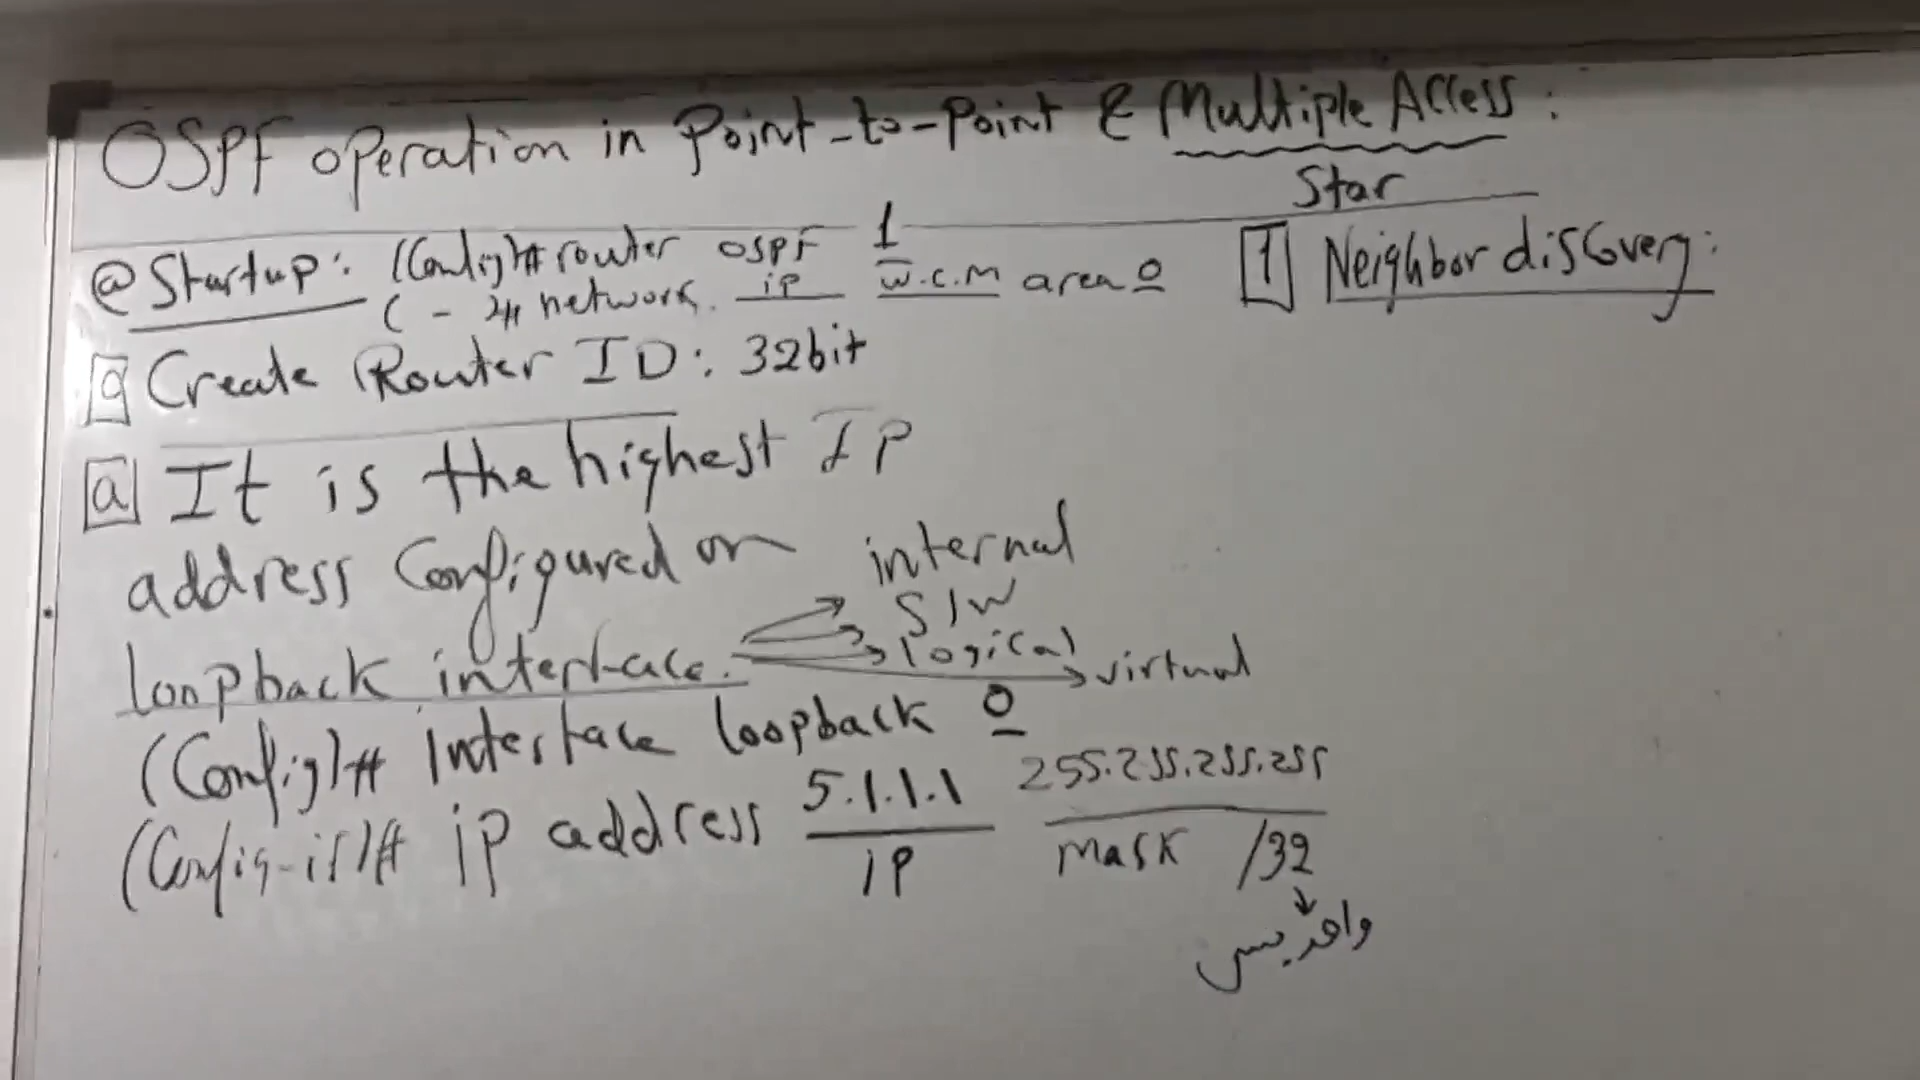 OSPF operation in Point-to-Point & Multiple Access:
Star
@ Startup: (Config)# router OSPF 1
( - )# network ip w.c.m area 0
Create Router ID: 32bit
a It is the highest IP
address Configured on
loopback interface.
internal
S/W
logical
virtual
(Config)# Interface loopback 0
(Config-if)# ip address 5.1.1.1 255.255.255.255
ip mask /32
واحد بس
1 Neighbor discovery: